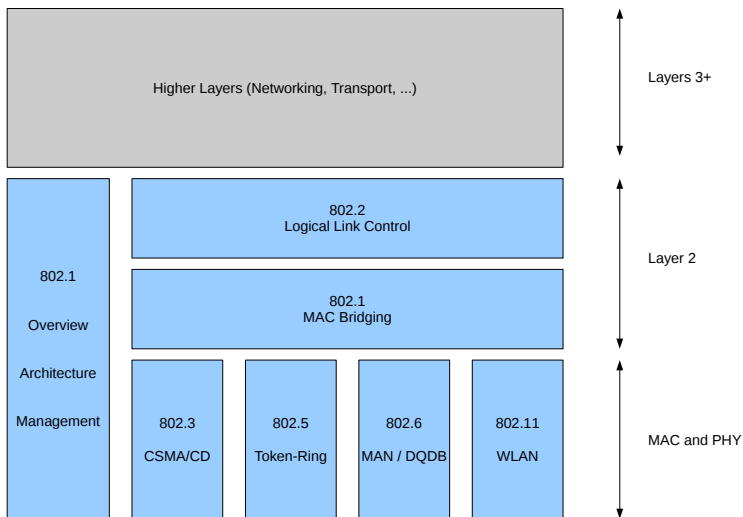 Higher Layers (Networking, Transport, ...)
Layers 3+
802.2
Logical Link Control
Layer 2
802.1
MAC Bridging
802.1
Overview
Architecture
Management
802.3
CSMA/CD
802.5
Token-Ring
802.6
MAN / DQDB
802.11
WLAN
MAC and PHY